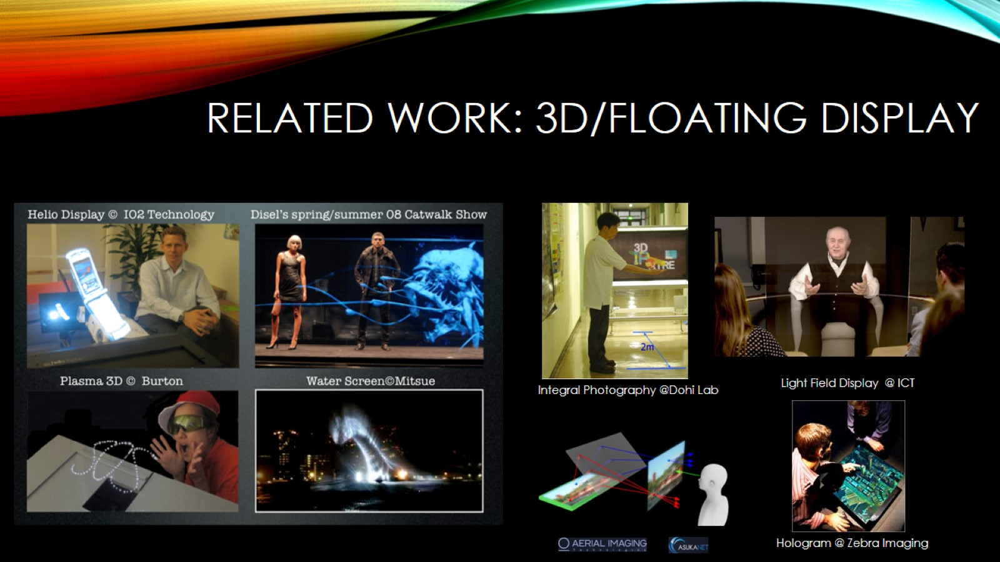 RELATED WORK: 3D/FLOATING DISPLAY
Helio Display © IO2 Technology
Disel's spring/summer 08 Catwalk Show
Plasma 3D © Burton
Water Screen©Mitsue
3D
2m
Integral Photography @Dohi Lab
Light Field Display @ ICT
AERIAL IMAGING
Technologies
ASUKANET
Hologram @ Zebra Imaging